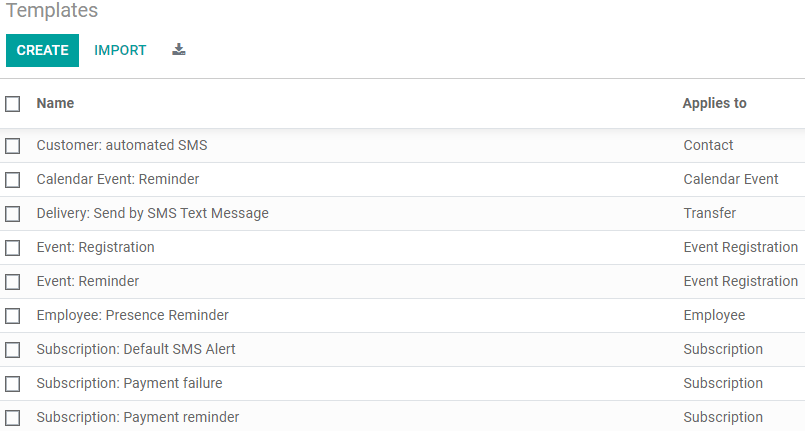 Templates
CREATE IMPORT
Name Applies to
Customer: automated SMS Contact
Calendar Event: Reminder Calendar Event
Delivery: Send by SMS Text Message Transfer
Event: Registration Event Registration
Event: Reminder Event Registration
Employee: Presence Reminder Employee
Subscription: Default SMS Alert Subscription
Subscription: Payment failure Subscription
Subscription: Payment reminder Subscription